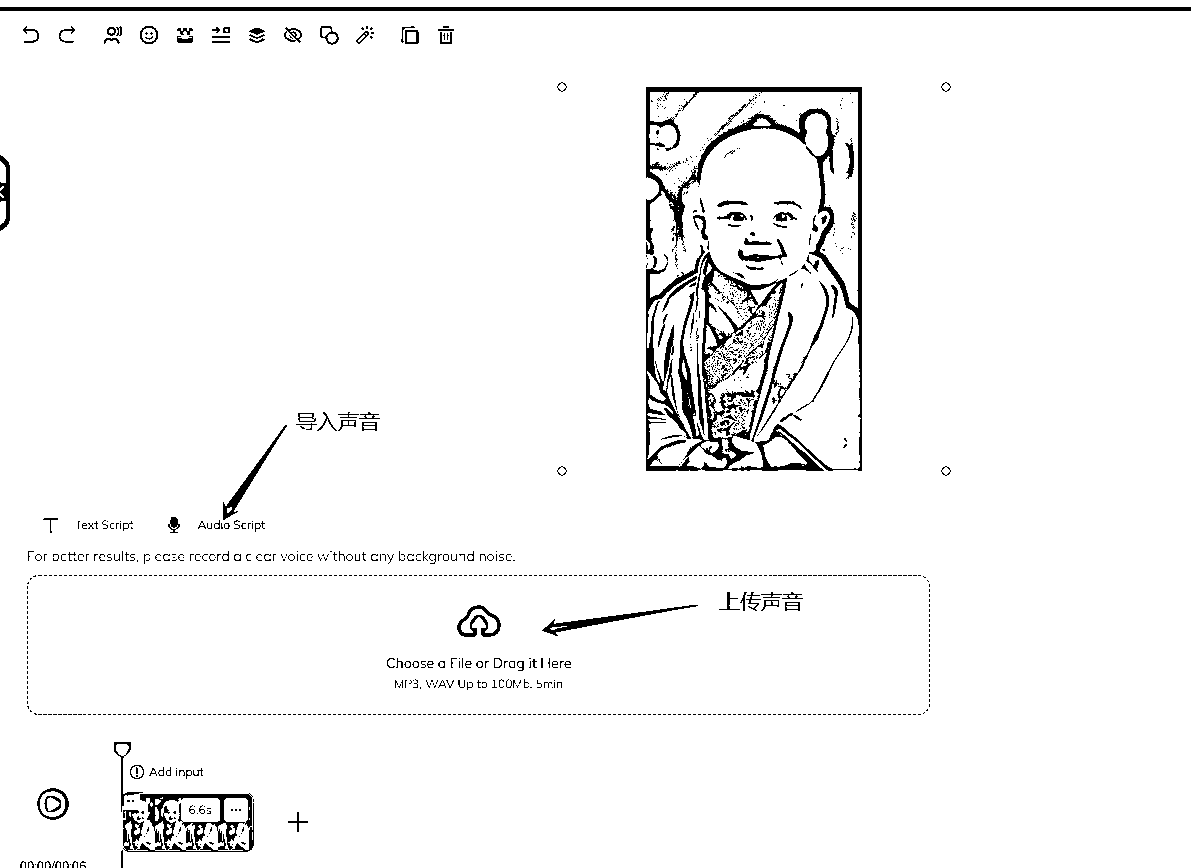 导入声音
Text Script
Audio Script
For better results, please record a clear voice without any background noise.
上传声音
Choose a File or Drag it Here
MP3, WAV Up to 100Mb. 5min
Add input
6.6s
00:00/00:06